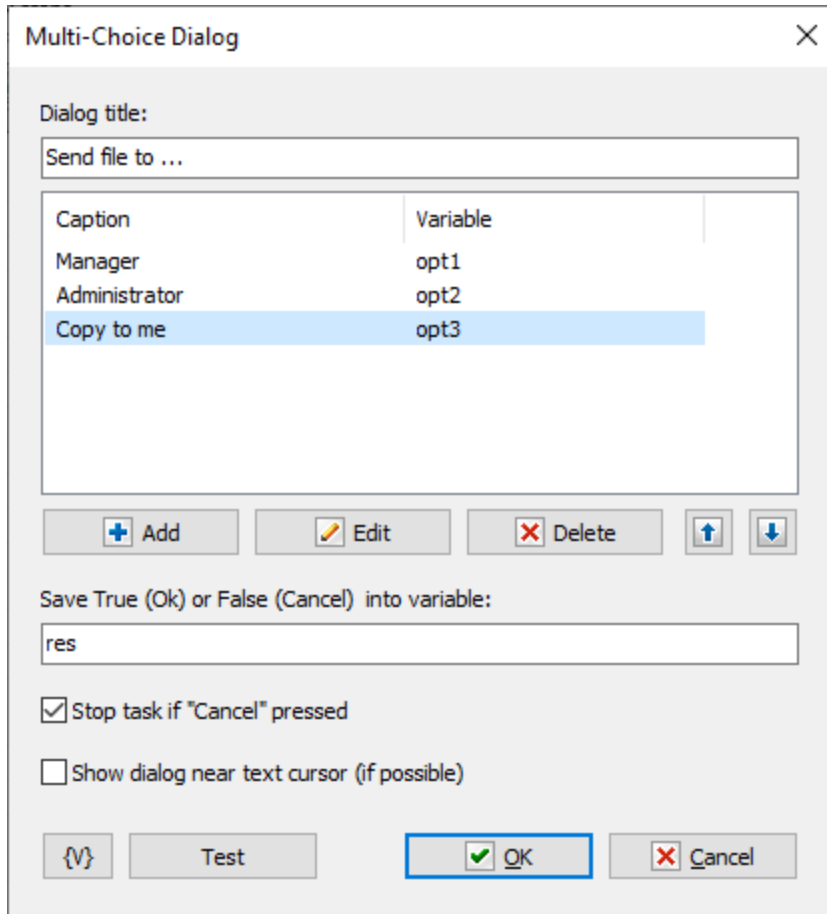 Multi-Choice Dialog
Dialog title:
Send file to ...
Caption Variable
Manager opt1
Administrator opt2
Copy to me opt3
Add Edit Delete
Save True (Ok) or False (Cancel) into variable:
res
Stop task if "Cancel" pressed
Show dialog near text cursor (if possible)
{V} Test OK Cancel